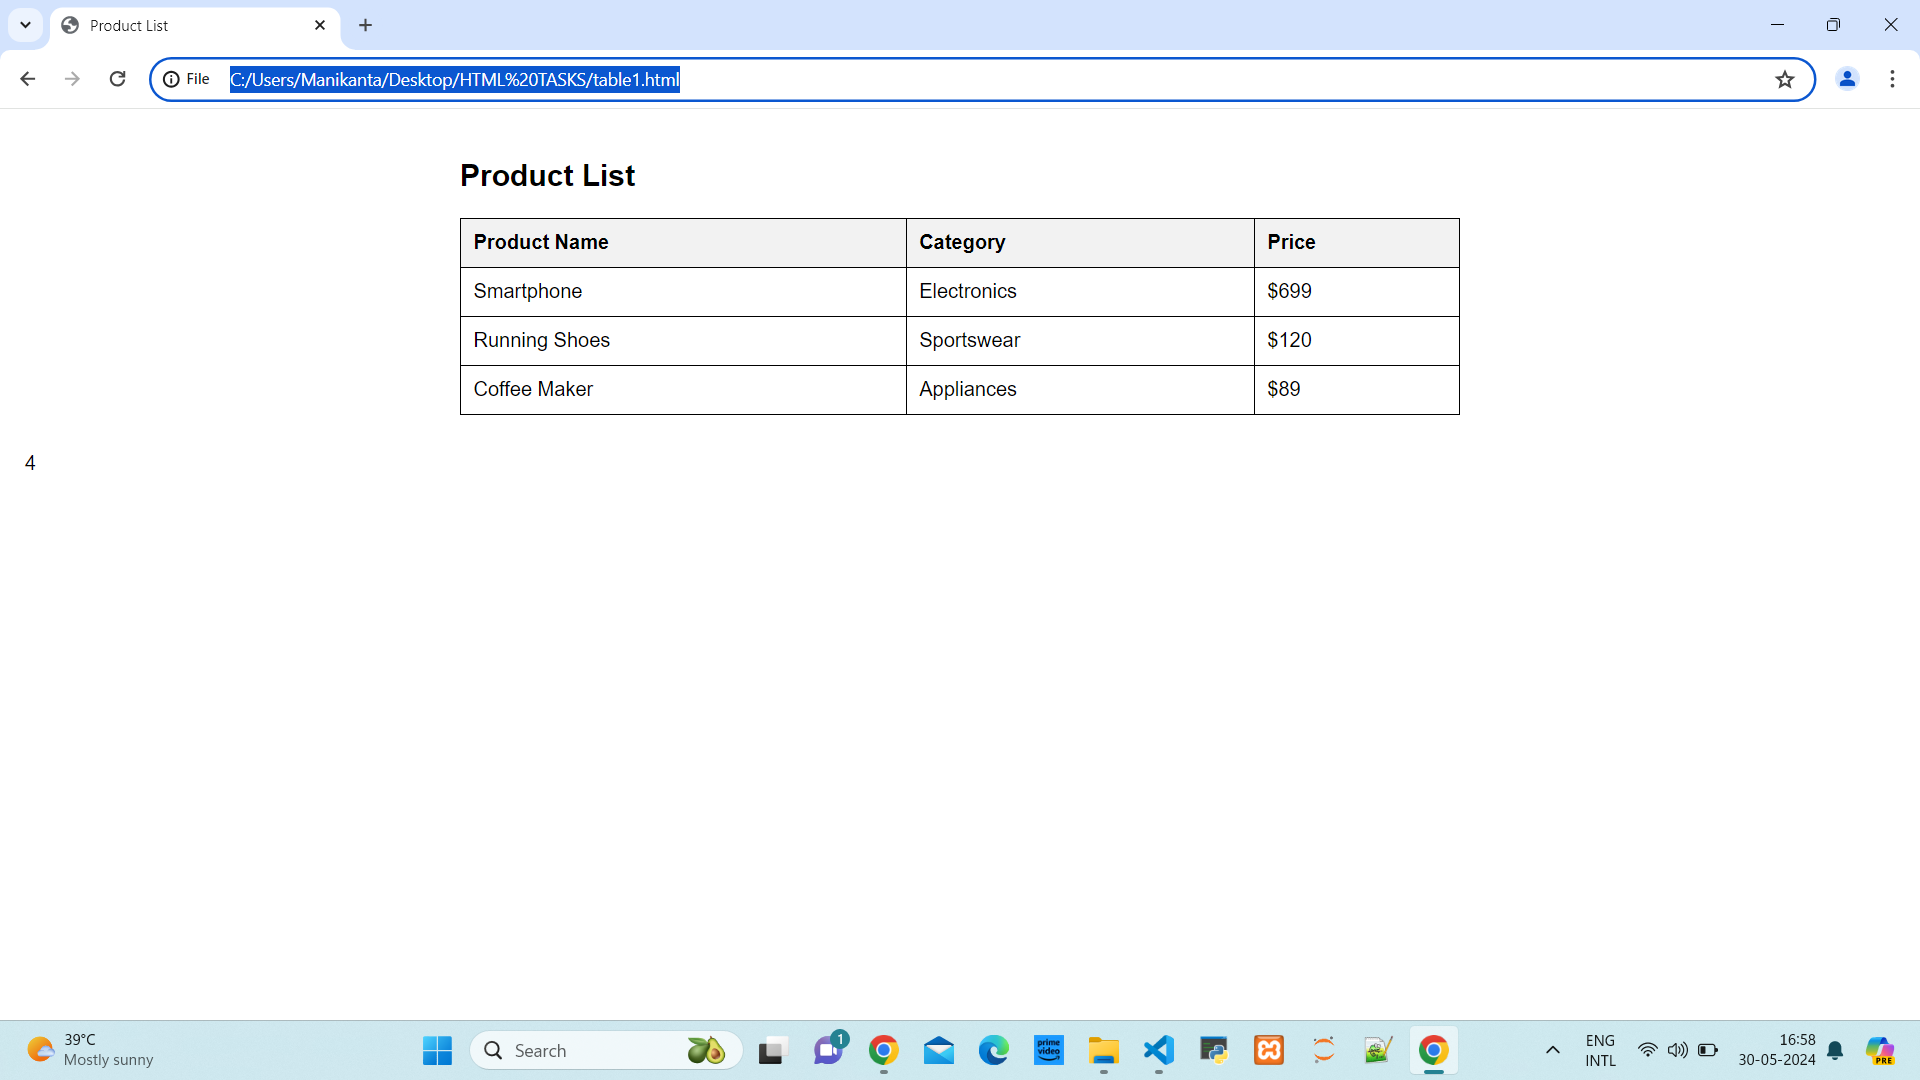 Product List
File C:/Users/Manikanta/Desktop/HTML%20TASKS/table1.html
Product List
Product Name Category Price
Smartphone Electronics $699
Running Shoes Sportswear $120
Coffee Maker Appliances $89
4
39°C
Mostly sunny
Search
1
prime
video
ENG
INTL
16:58
30-05-2024
PRE